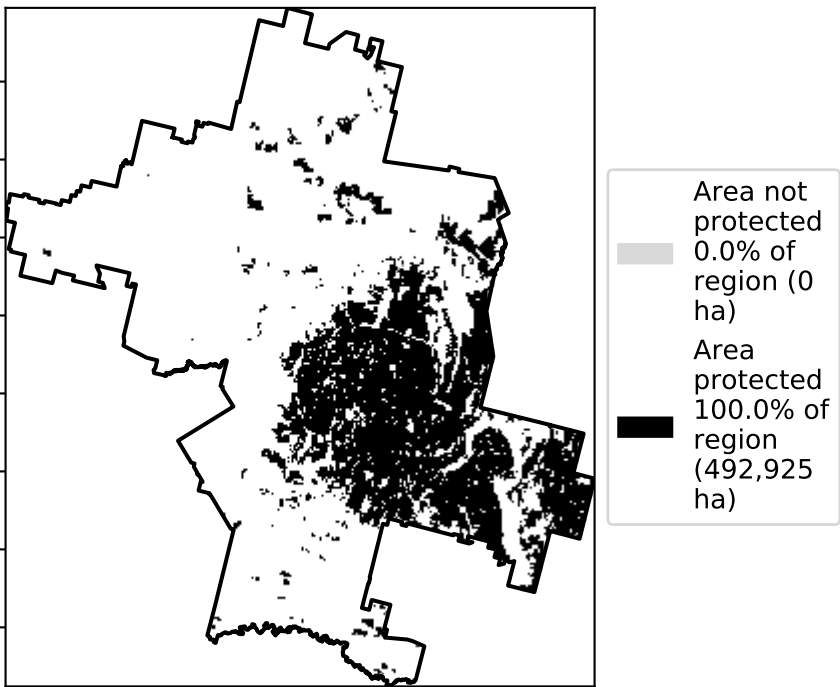 Area not
protected
0.0% of
region (0
ha)
Area
protected
100.0% of
region
(492,925
ha)